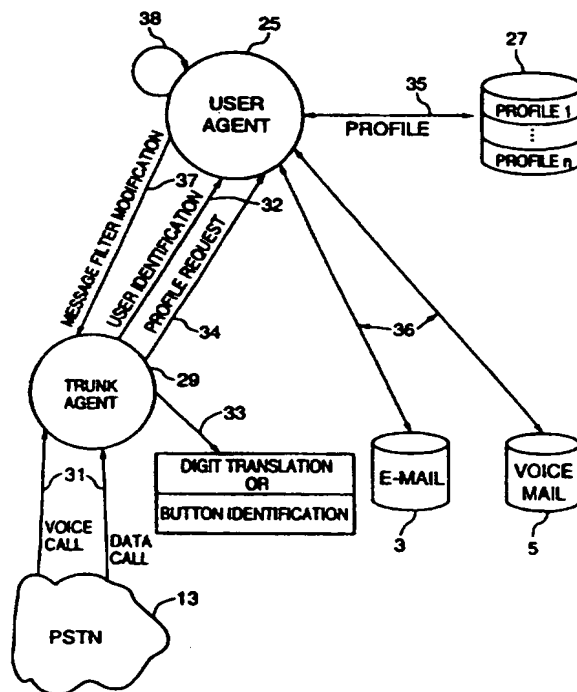 38
25
27
USER
AGENT
35
PROFILE
PROFILE 1
⋮
PROFILE n
MESSAGE FILTER MODIFICATION
37
USER IDENTIFICATION
32
PROFILE REQUEST
34
36
TRUNK
AGENT
29
33
DIGIT TRANSLATION
OR
BUTTON IDENTIFICATION
E-MAIL
3
VOICE
MAIL
5
31
VOICE
CALL
DATA
CALL
PSTN
13